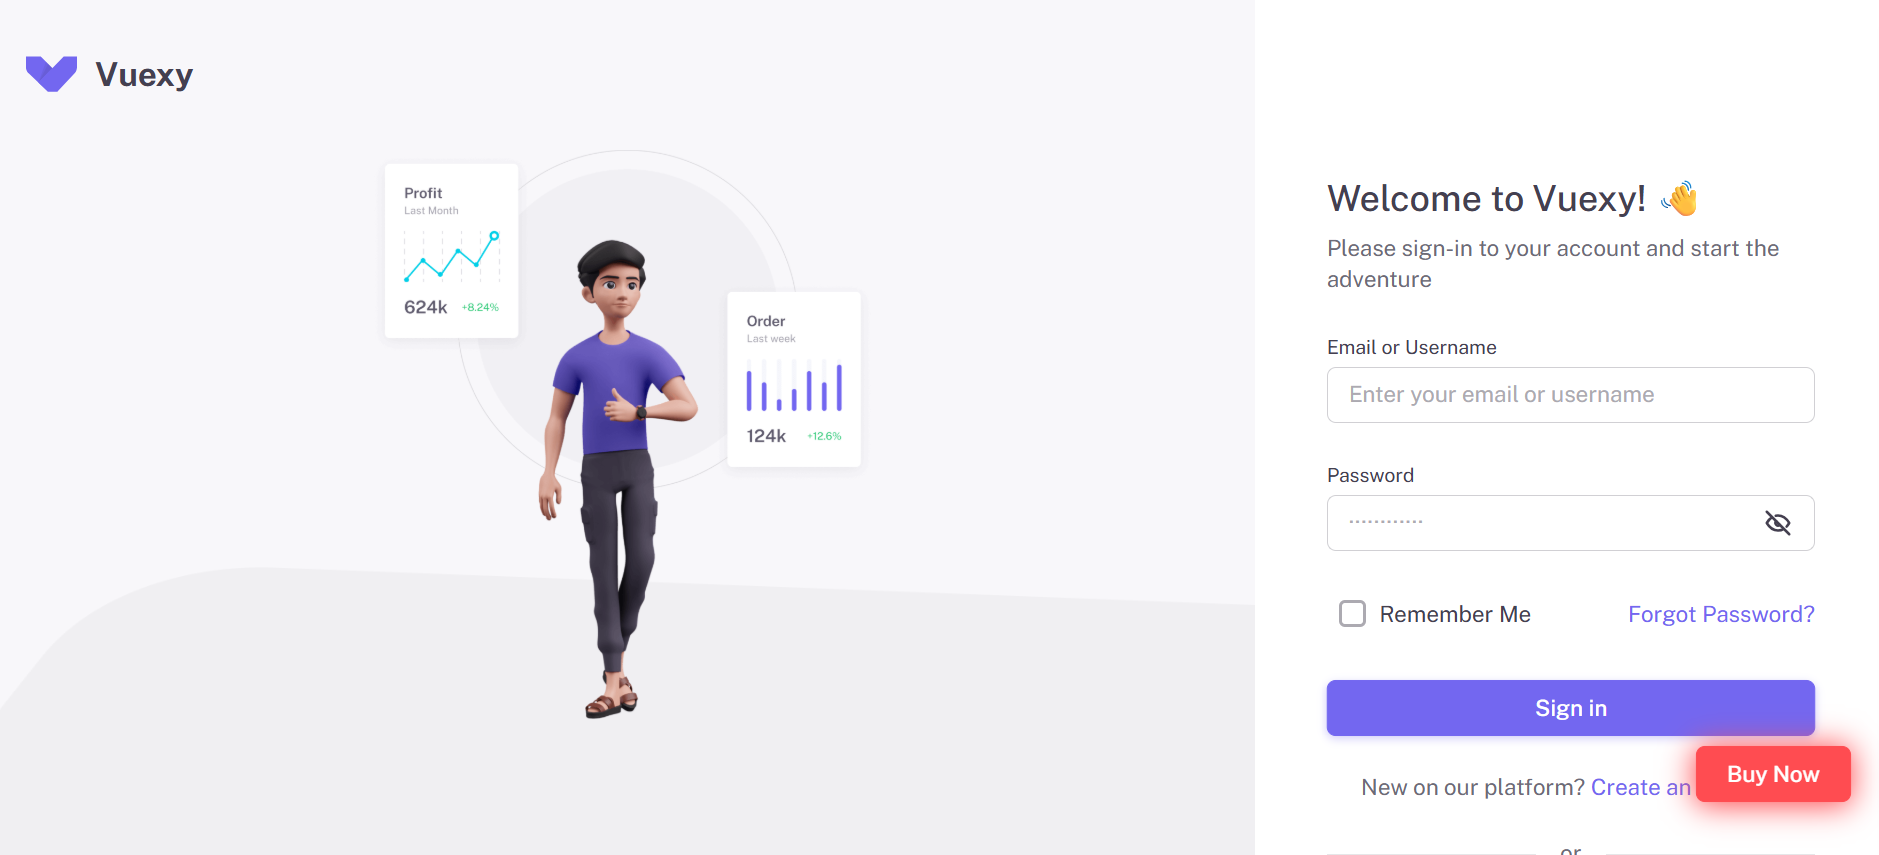 Vuexy
Profit
Last Month
624k +8.24%
Order
Last week
124k +12.6%
Welcome to Vuexy! 👋
Please sign-in to your account and start the
adventure
Email or Username
Enter your email or username
Password
············
Remember Me
Forgot Password?
Sign in
New on our platform? Create an
Buy Now
or